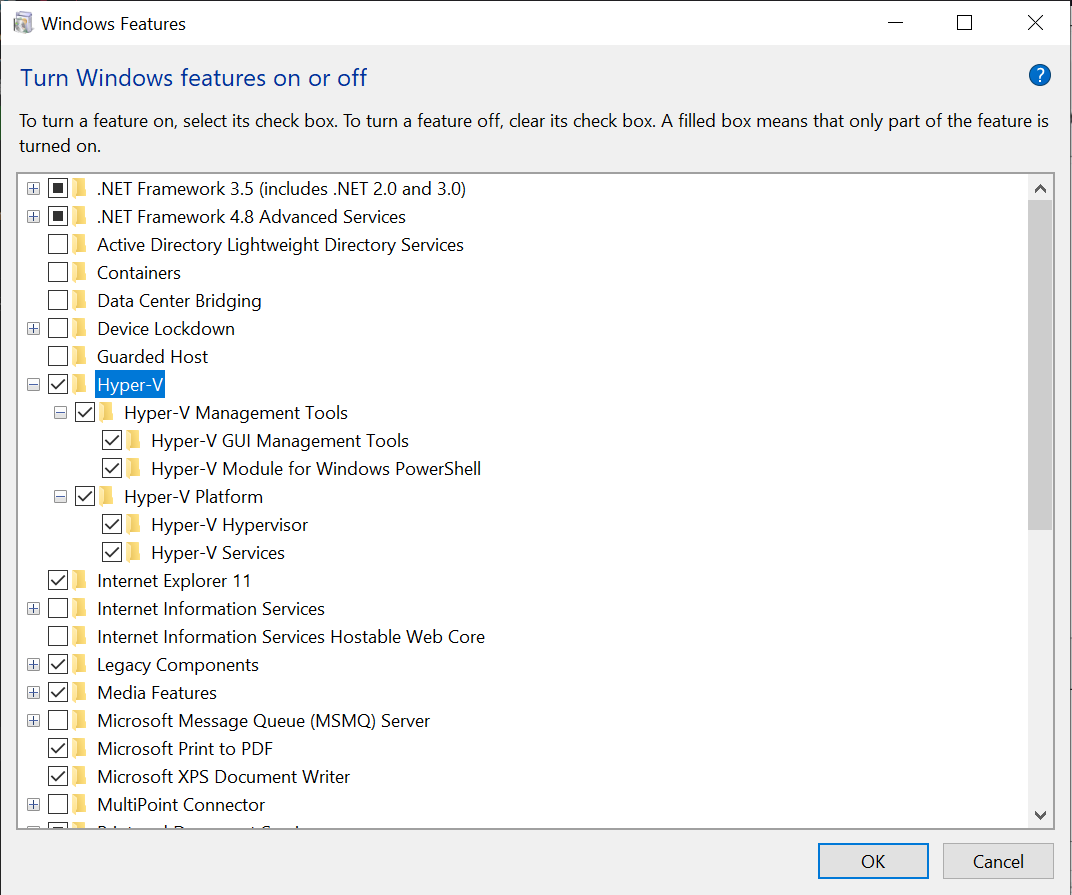 Windows Features
Turn Windows features on or off
?
To turn a feature on, select its check box. To turn a feature off, clear its check box. A filled box means that only part of the feature is
turned on.
.NET Framework 3.5 (includes .NET 2.0 and 3.0)
.NET Framework 4.8 Advanced Services
Active Directory Lightweight Directory Services
Containers
Data Center Bridging
Device Lockdown
Guarded Host
Hyper-V
Hyper-V Management Tools
Hyper-V GUI Management Tools
Hyper-V Module for Windows PowerShell
Hyper-V Platform
Hyper-V Hypervisor
Hyper-V Services
Internet Explorer 11
Internet Information Services
Internet Information Services Hostable Web Core
Legacy Components
Media Features
Microsoft Message Queue (MSMQ) Server
Microsoft Print to PDF
Microsoft XPS Document Writer
MultiPoint Connector
OK
Cancel